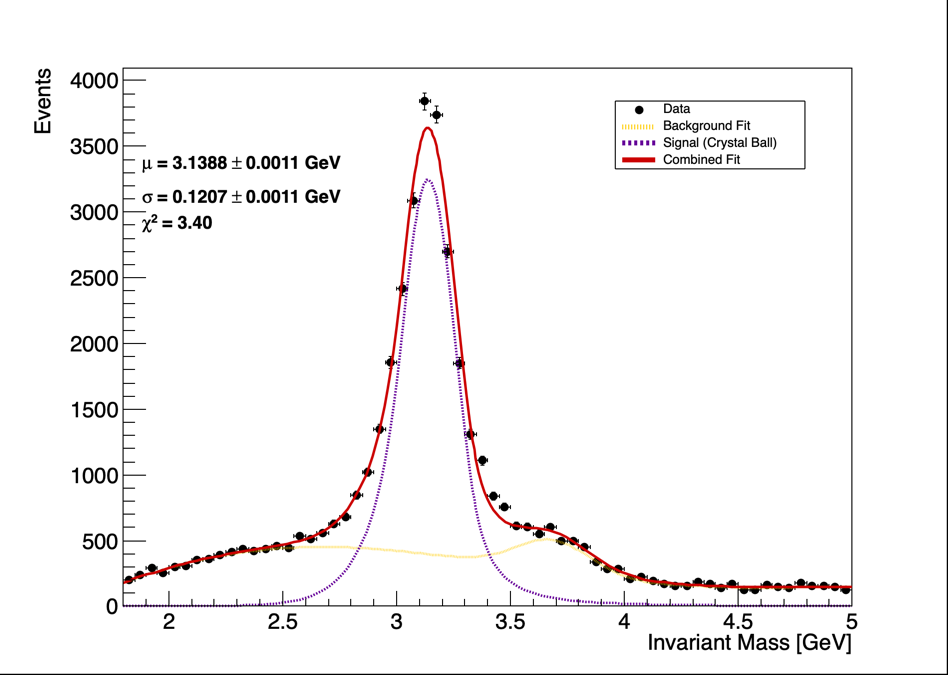 Events
4000
3500
3000
2500
2000
1500
1000
500
0
μ = 3.1388 ± 0.0011 GeV
σ = 0.1207 ± 0.0011 GeV
χ² = 3.40
Data
Background Fit
Signal (Crystal Ball)
Combined Fit
2 2.5 3 3.5 4 4.5 5
Invariant Mass [GeV]